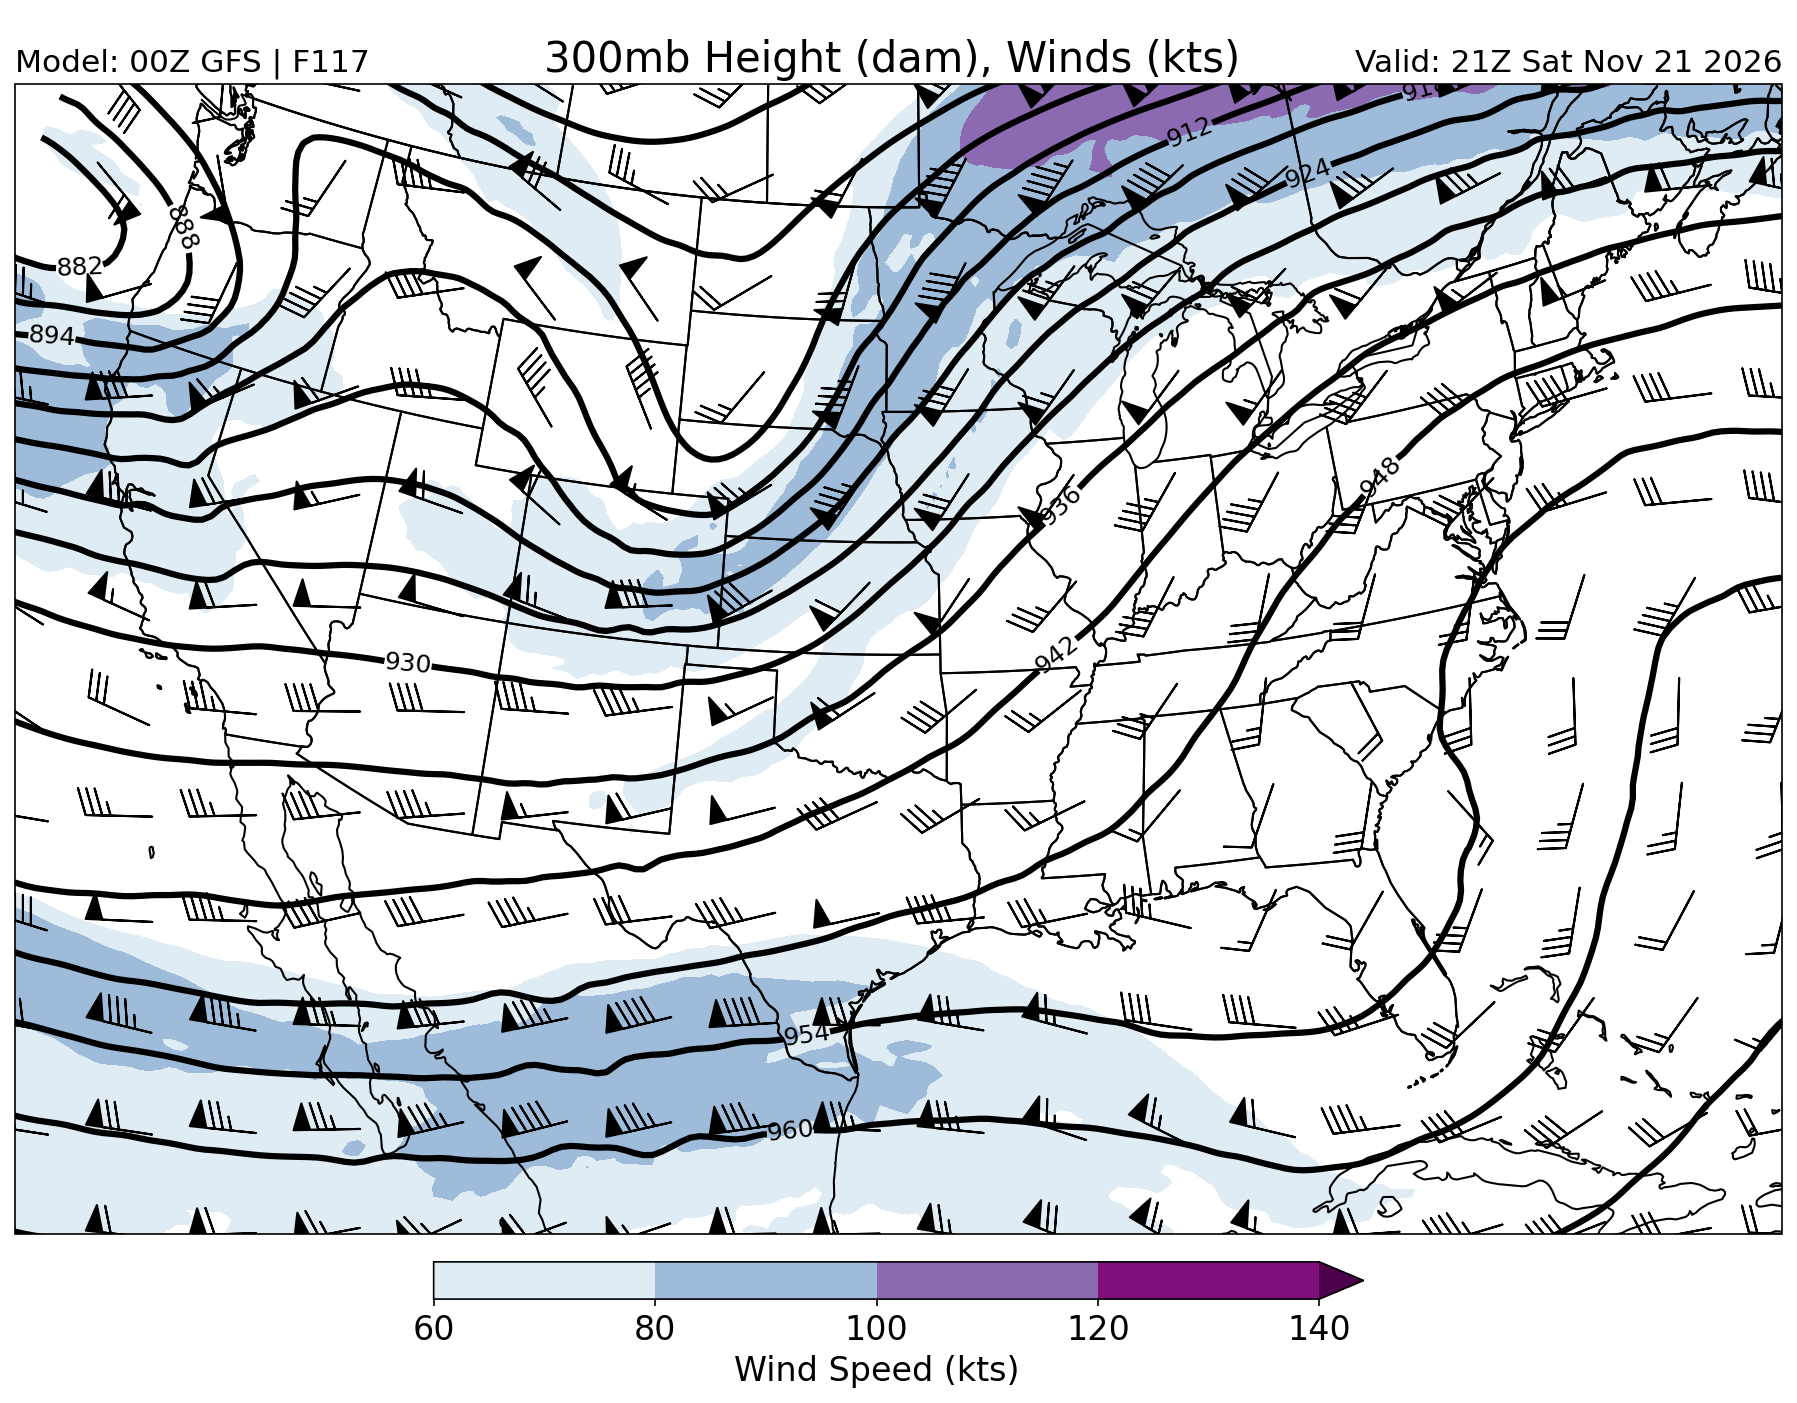 Model: 00Z GFS | F117
300mb Height (dam), Winds (kts)
Valid: 21Z Sat Nov 21 2026
912
924
888
882
894
936
948
930
942
954
960
60 80 100 120 140
Wind Speed (kts)